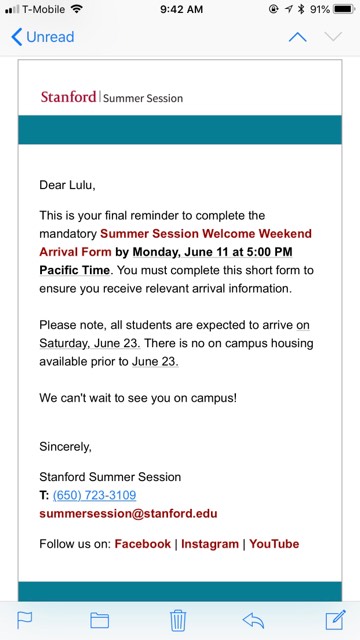 T-Mobile 9:42 AM 91%
Unread
Stanford | Summer Session
Dear Lulu,
This is your final reminder to complete the
mandatory Summer Session Welcome Weekend
Arrival Form by Monday, June 11 at 5:00 PM
Pacific Time. You must complete this short form to
ensure you receive relevant arrival information.
Please note, all students are expected to arrive on
Saturday, June 23. There is no on campus housing
available prior to June 23.
We can't wait to see you on campus!
Sincerely,
Stanford Summer Session
T: (650) 723-3109
summersession@stanford.edu
Follow us on: Facebook | Instagram | YouTube